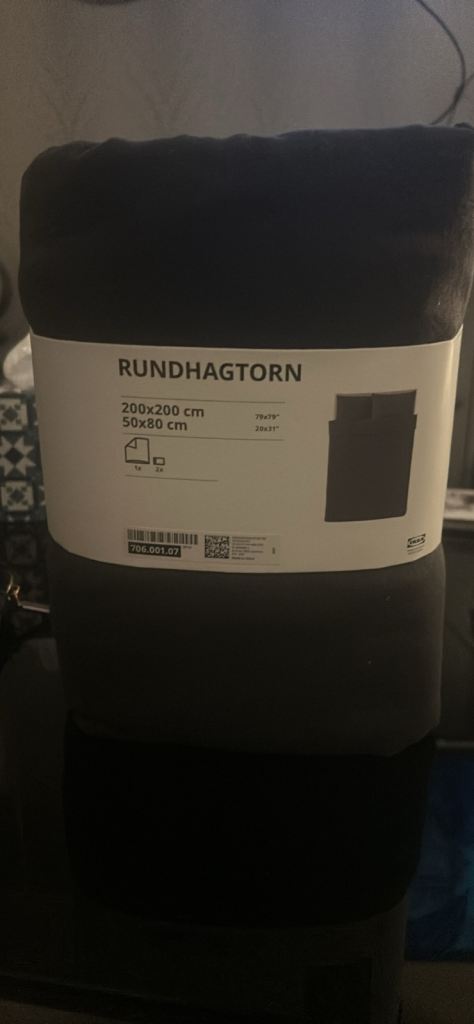 RUNDHAGTORN
200x200 cm 79x79"
50x80 cm 20x31"
1x 2x
706.001.07
IKEA